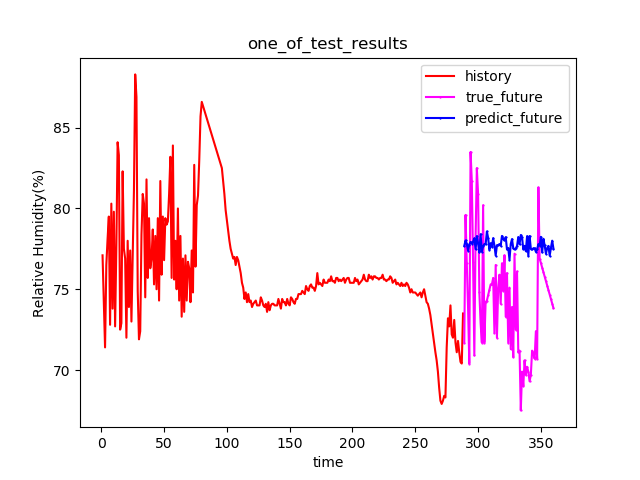 one_of_test_results
history
true_future
predict_future
Relative Humidity(%)
85
80
75
70
0
50
100
150
200
250
300
350
time